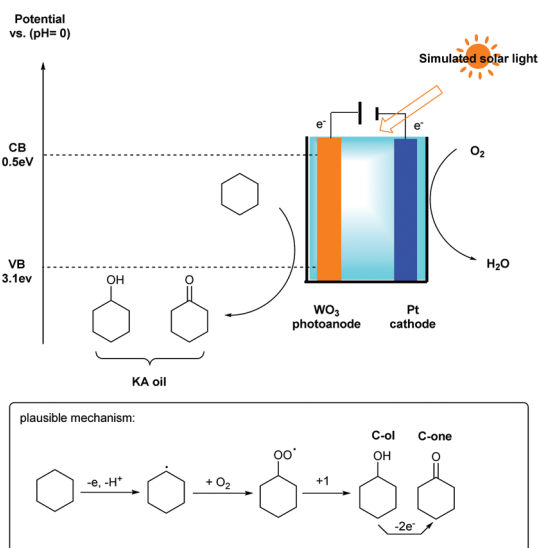 Potential
vs. (pH= 0)
Simulated solar light
e-
e-
CB
0.5eV
O2
VB
3.1ev
H2O
OH
O
WO3
photoanode
Pt
cathode
KA oil
plausible mechanism:
C-ol
C-one
OO•
OH
O
-e, -H+
•
+ O2
+1
-2e-